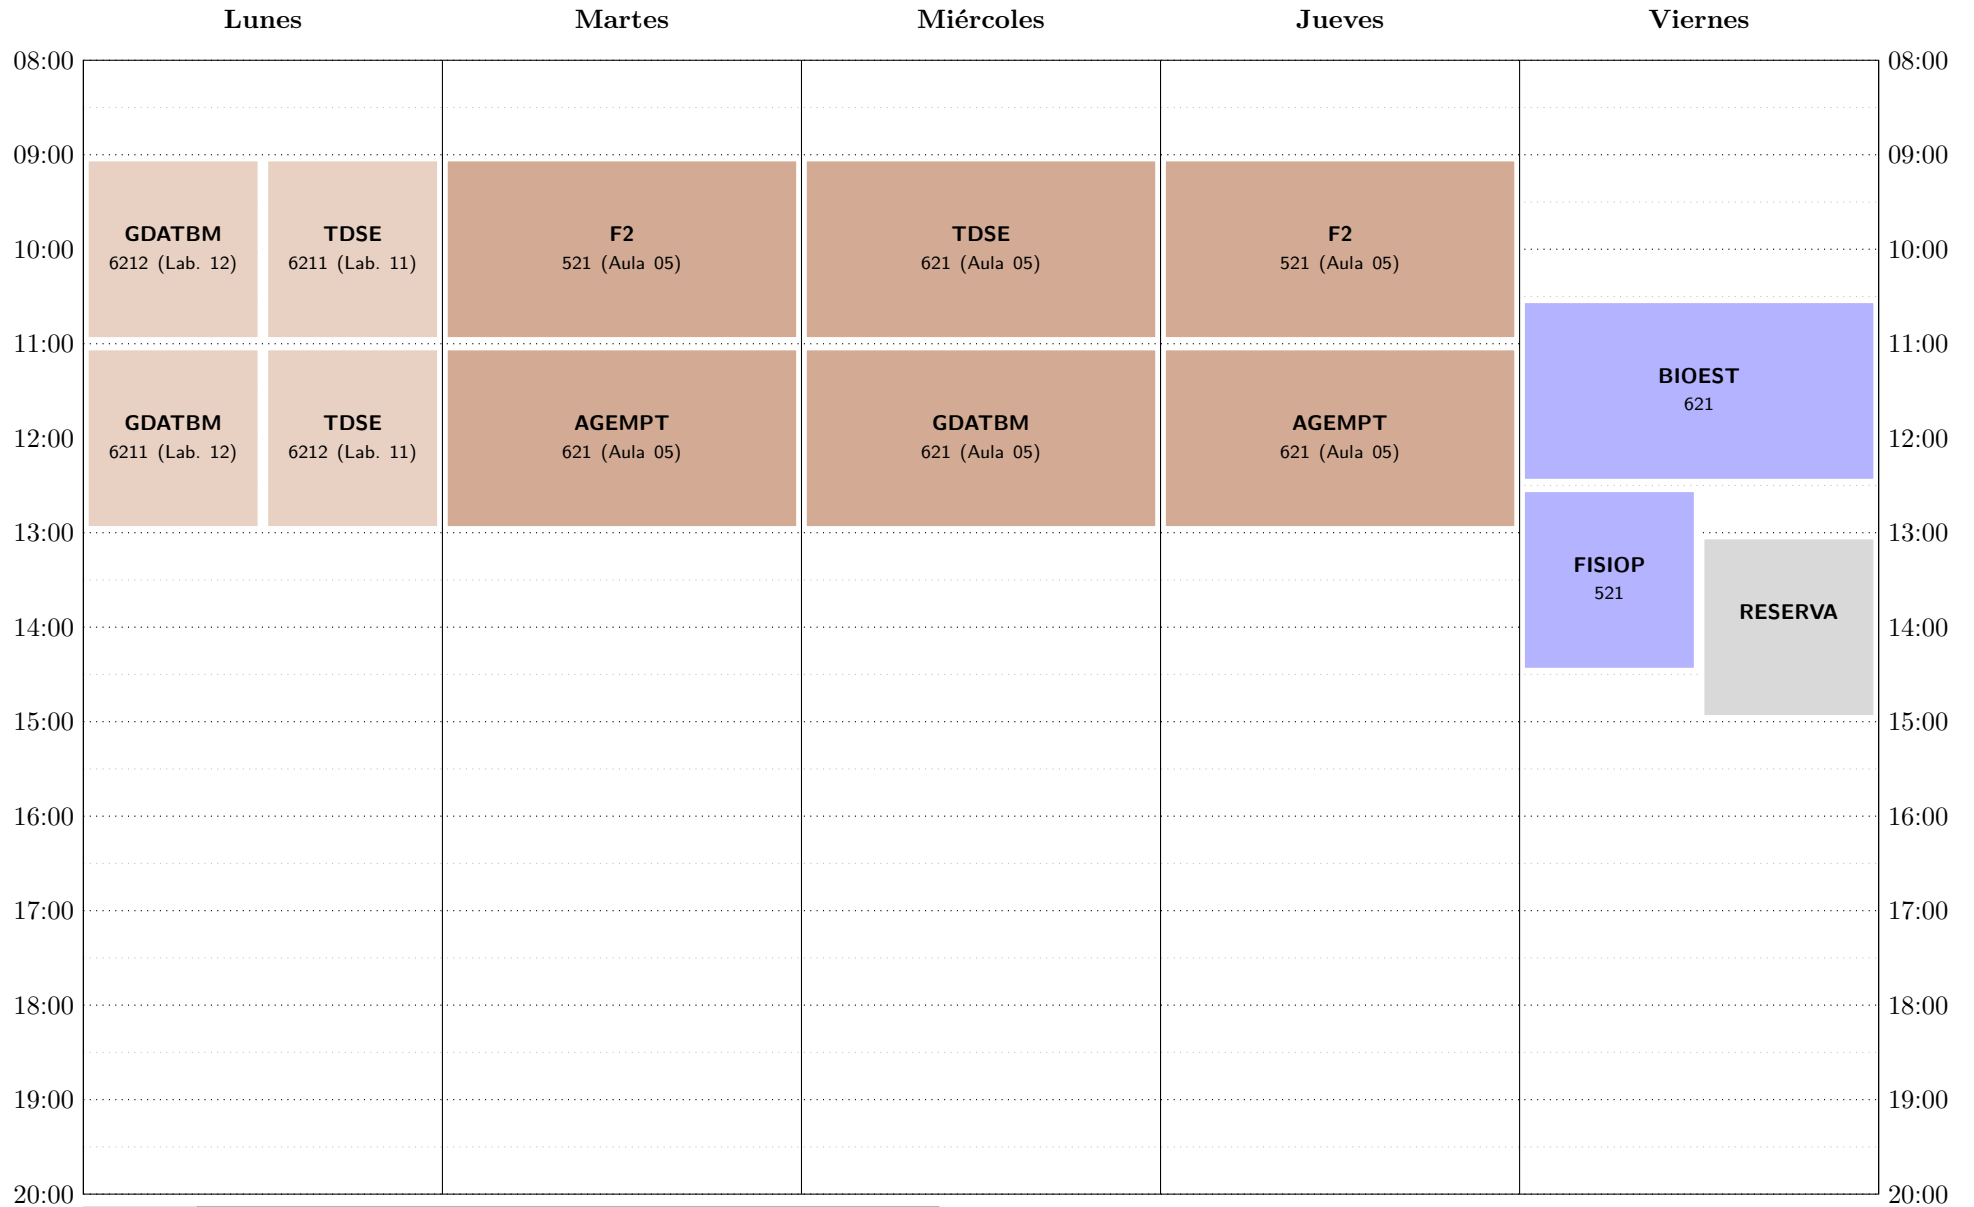 Lunes Martes Miércoles Jueves Viernes
08:00 08:00
09:00 09:00
GDATBM TDSE F2 TDSE F2
10:00 6212 (Lab. 12) 6211 (Lab. 11) 521 (Aula 05) 621 (Aula 05) 521 (Aula 05) 10:00
11:00 11:00
BIOEST
621
GDATBM TDSE AGEMPT GDATBM AGEMPT
12:00 6211 (Lab. 12) 6212 (Lab. 11) 621 (Aula 05) 621 (Aula 05) 621 (Aula 05) 12:00
13:00 13:00
FISIOP
521
RESERVA
14:00 14:00
15:00 15:00
16:00 16:00
17:00 17:00
18:00 18:00
19:00 19:00
20:00 20:00